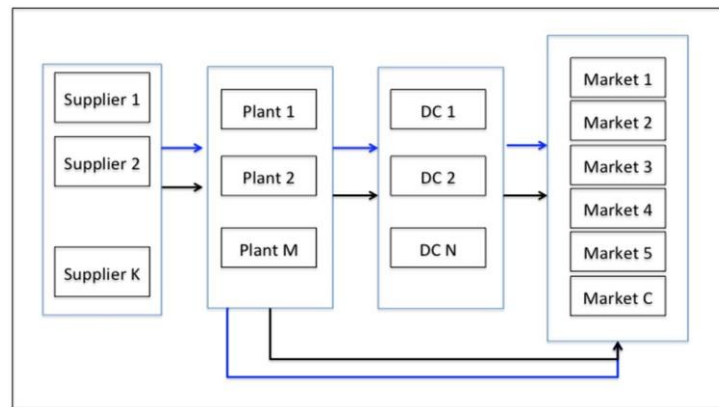 Supplier 1
Supplier 2
Supplier K
Plant 1
Plant 2
Plant M
DC 1
DC 2
DC N
Market 1
Market 2
Market 3
Market 4
Market 5
Market C